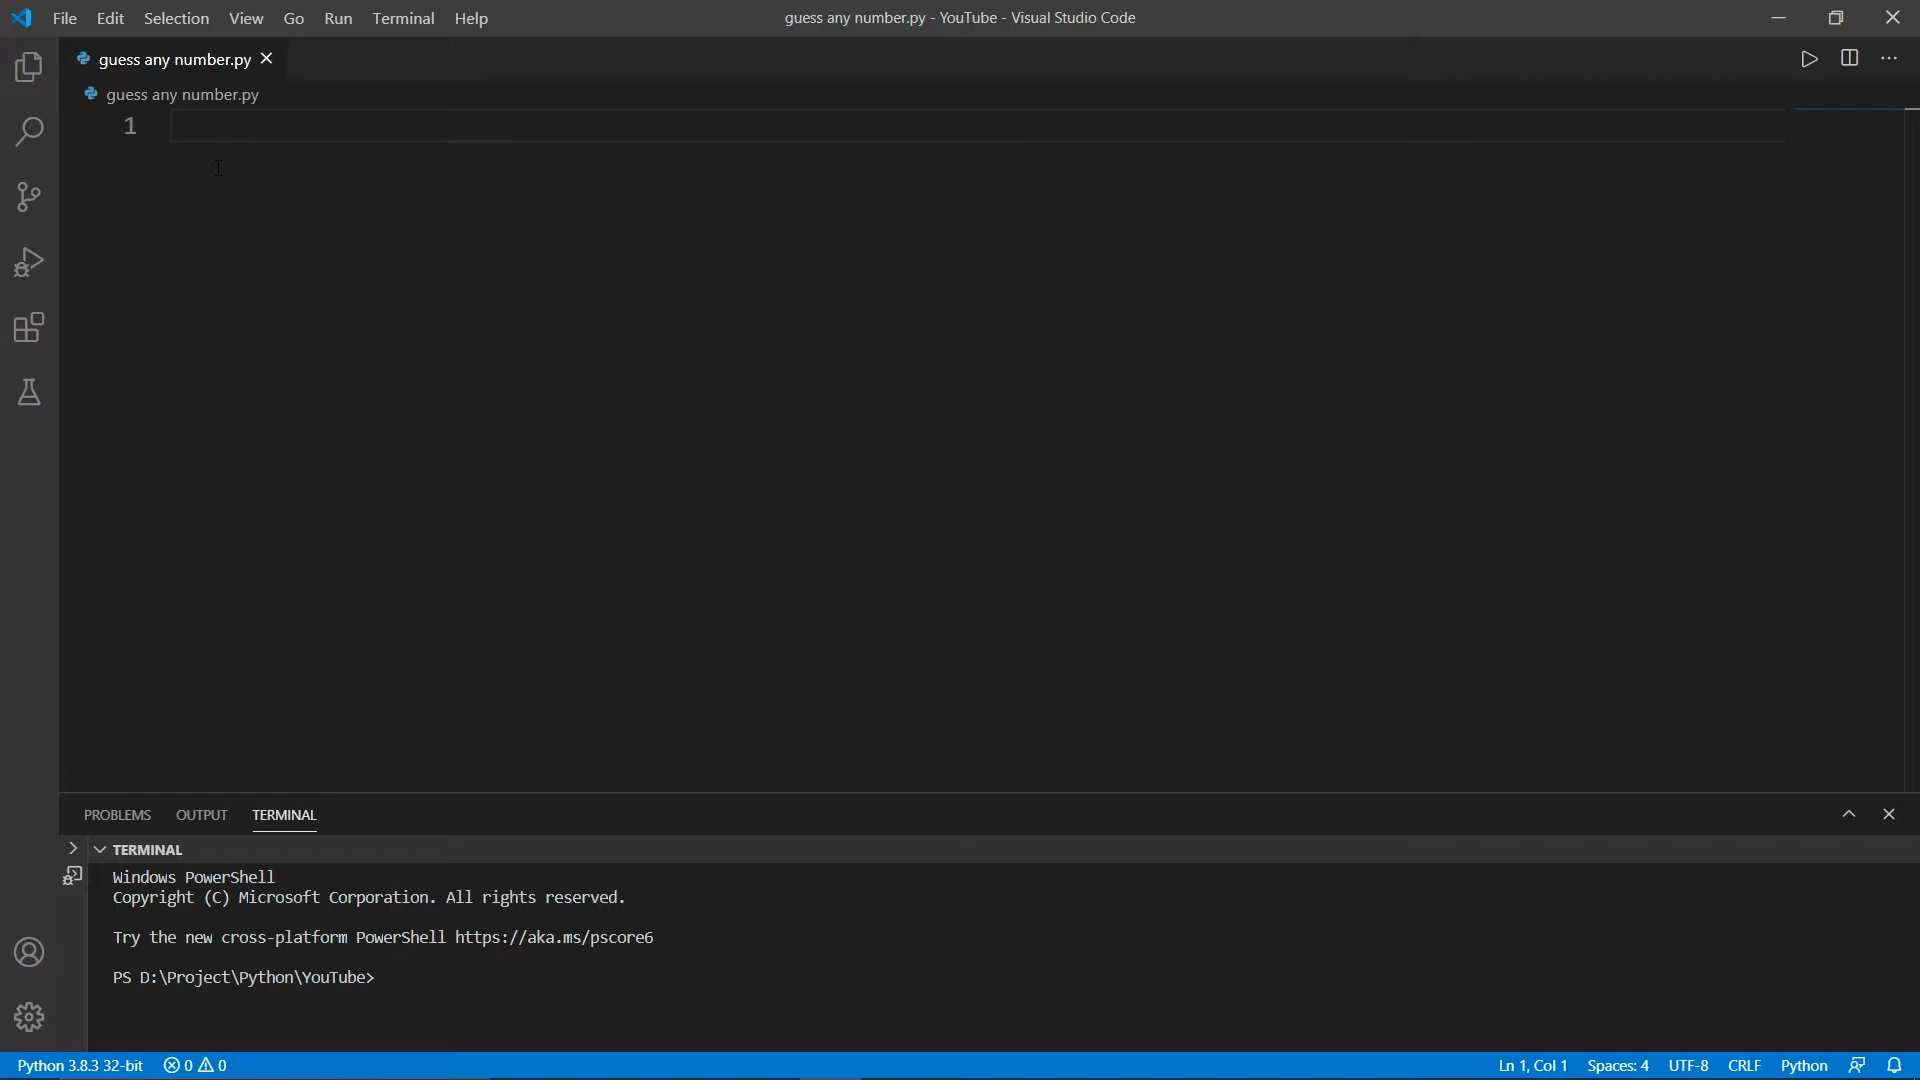 File Edit Selection View Go Run Terminal Help
guess any number.py - YouTube - Visual Studio Code
guess any number.py
guess any number.py
1
PROBLEMS OUTPUT TERMINAL
TERMINAL
Windows PowerShell
Copyright (C) Microsoft Corporation. All rights reserved.
Try the new cross-platform PowerShell https://aka.ms/pscore6
PS D:\Project\Python\YouTube>
Python 3.8.3 32-bit 0 0 Ln 1, Col 1 Spaces: 4 UTF-8 CRLF Python